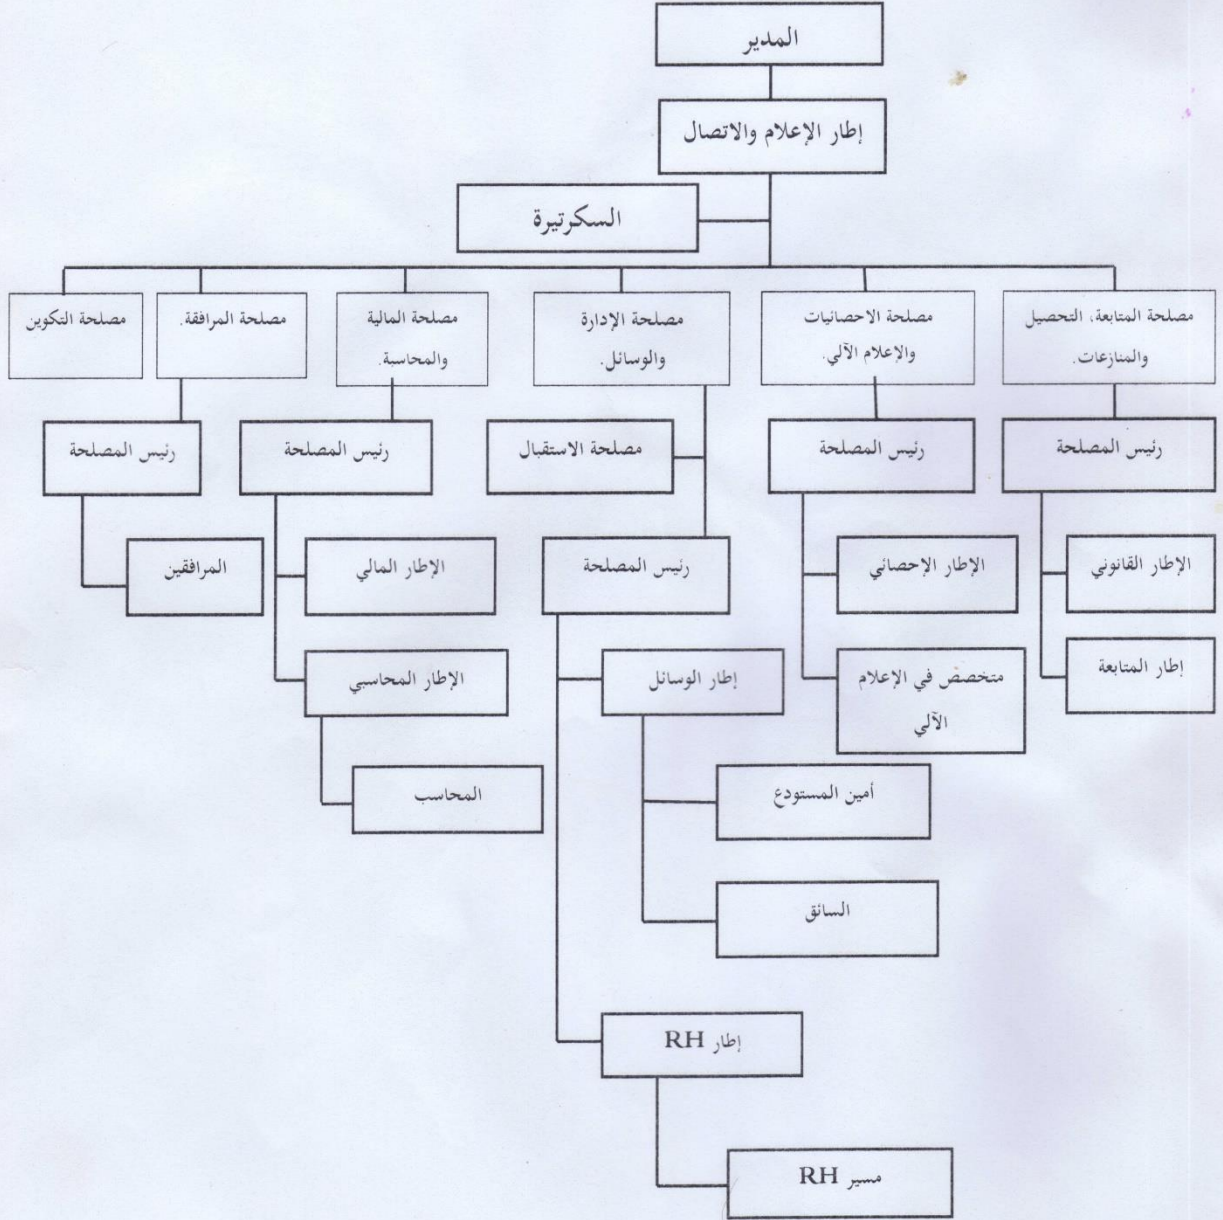 المدير
إطار الإعلام والاتصال
السكرتيرة
مصلحة المتابعة، التحصيل
والمنازعات.
مصلحة الاحصائيات
والإعلام الآلي.
مصلحة الإدارة
والوسائل.
مصلحة المالية
والمحاسبة.
مصلحة المرافقة.
مصلحة التكوين
رئيس المصلحة
رئيس المصلحة
مصلحة الاستقبال
رئيس المصلحة
رئيس المصلحة
الإطار القانوني
الإطار الإحصائي
رئيس المصلحة
الإطار المالي
المرافقين
إطار المتابعة
متخصص في الإعلام
الآلي
إطار الوسائل
الإطار المحاسبي
أمين المستودع
المحاسب
السائق
إطار RH
مسير RH